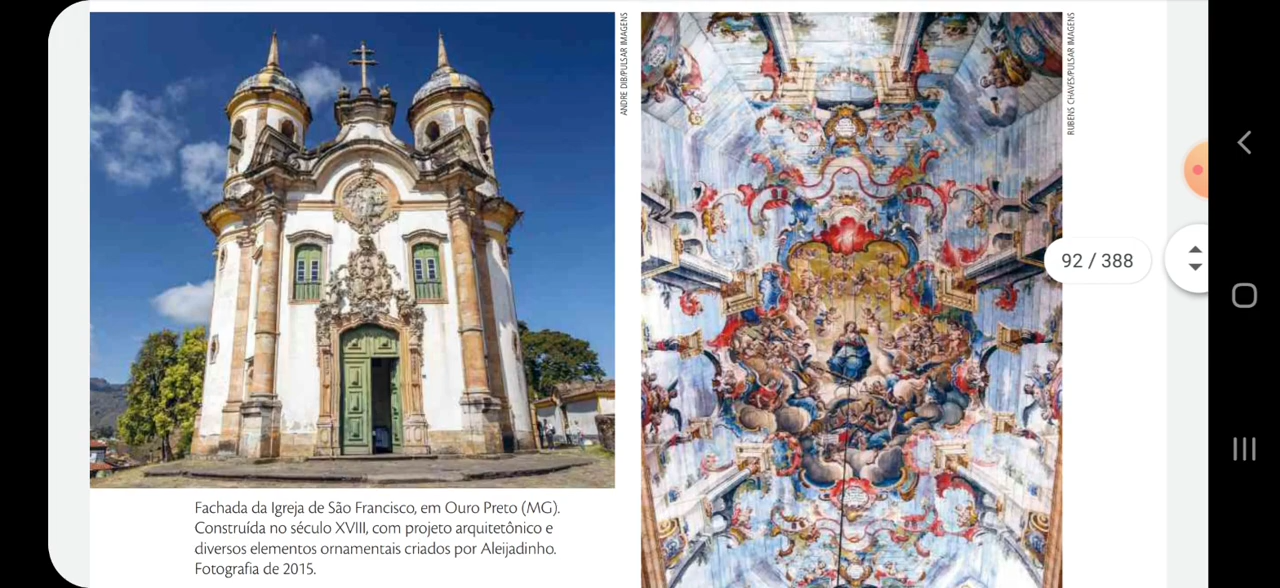 ANDRE DIB/PULSAR IMAGENS
RUBENS CHAVES/PULSAR IMAGENS
92 / 388
Fachada da Igreja de São Francisco, em Ouro Preto (MG).
Construída no século XVIII, com projeto arquitetônico e
diversos elementos ornamentais criados por Aleijadinho.
Fotografia de 2015.